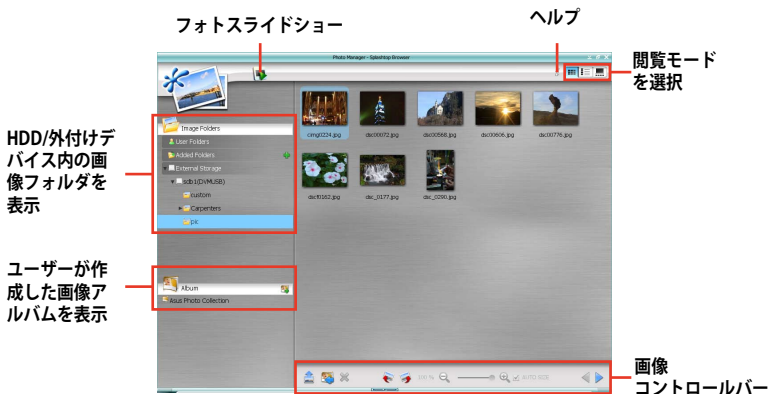 フォトスライドショー
ヘルプ
Photo Manager - Splashtop Browser
閲覧モード
を選択
HDD/外付けデ
バイス内の画
像フォルダを
表示
Image Folders
User Folders
Added Folders
External Storage
sdb1(DVMUSB)
custom
Carpenters
pic
cimg0224.jpg
dsc00072.jpg
dsc00568.jpg
dsc00606.jpg
dsc00776.jpg
dscf0162.jpg
dsc_0177.jpg
dsc_0290.jpg
ユーザーが作
成した画像ア
ルバムを表示
Album
Asus Photo Collection
100 %
AUTO SIZE
画像
コントロールバー